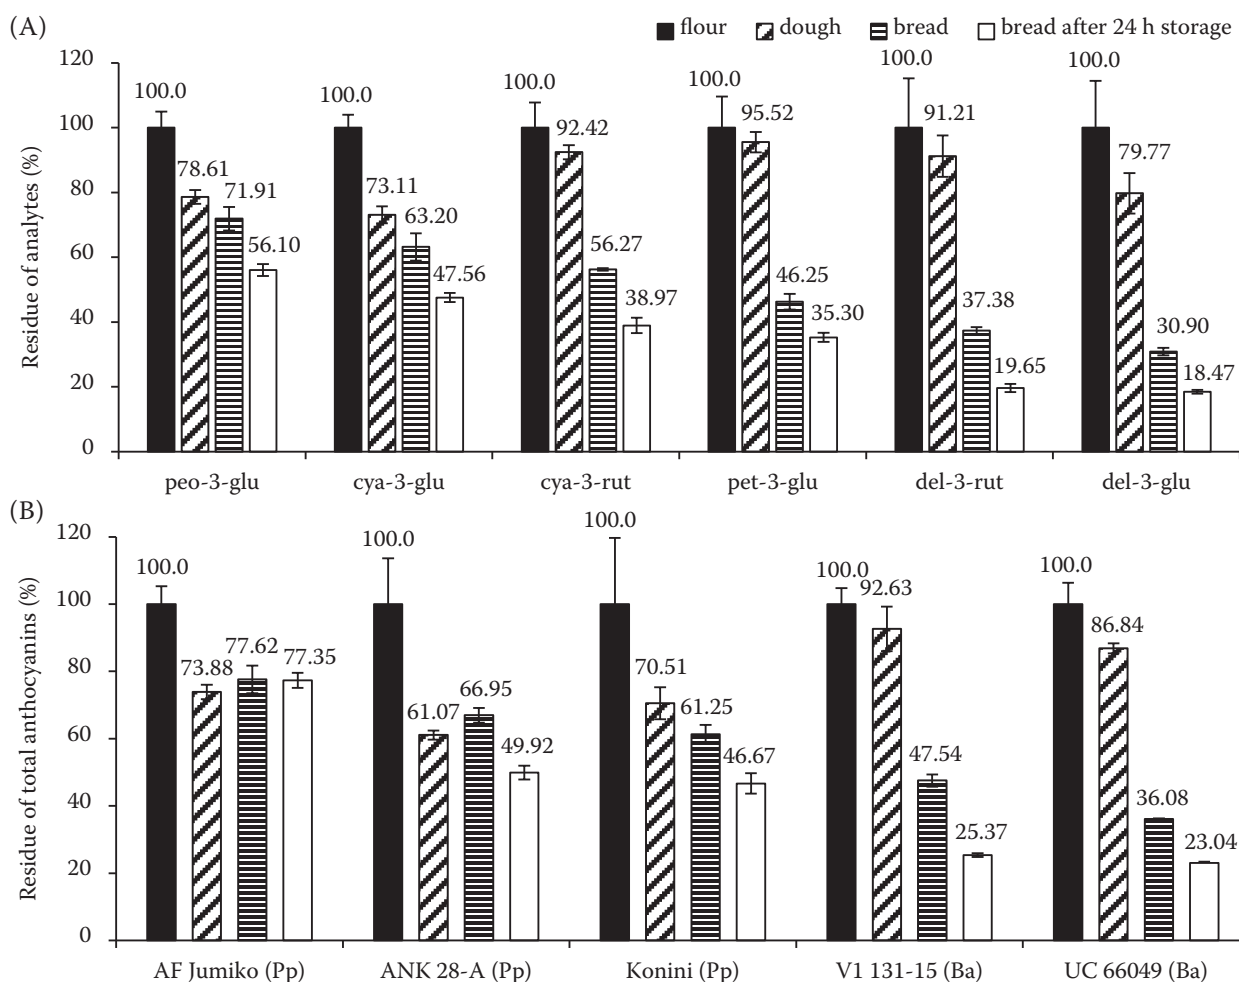 (A)
flour dough bread bread after 24 h storage
Residue of analytes (%)
120
100
80
60
40
20
0
100.0 78.61 71.91 56.10
100.0 73.11 63.20 47.56
100.0 92.42 56.27 38.97
100.0 95.52 46.25 35.30
100.0 91.21 37.38 19.65
100.0 79.77 30.90 18.47
peo-3-glu cya-3-glu cya-3-rut pet-3-glu del-3-rut del-3-glu
(B)
Residue of total anthocyanins (%)
120
100
80
60
40
20
0
100.0 73.88 77.62 77.35
100.0 61.07 66.95 49.92
100.0 70.51 61.25 46.67
100.0 92.63 47.54 25.37
100.0 86.84 36.08 23.04
AF Jumiko (Pp) ANK 28-A (Pp) Konini (Pp) V1 131-15 (Ba) UC 66049 (Ba)